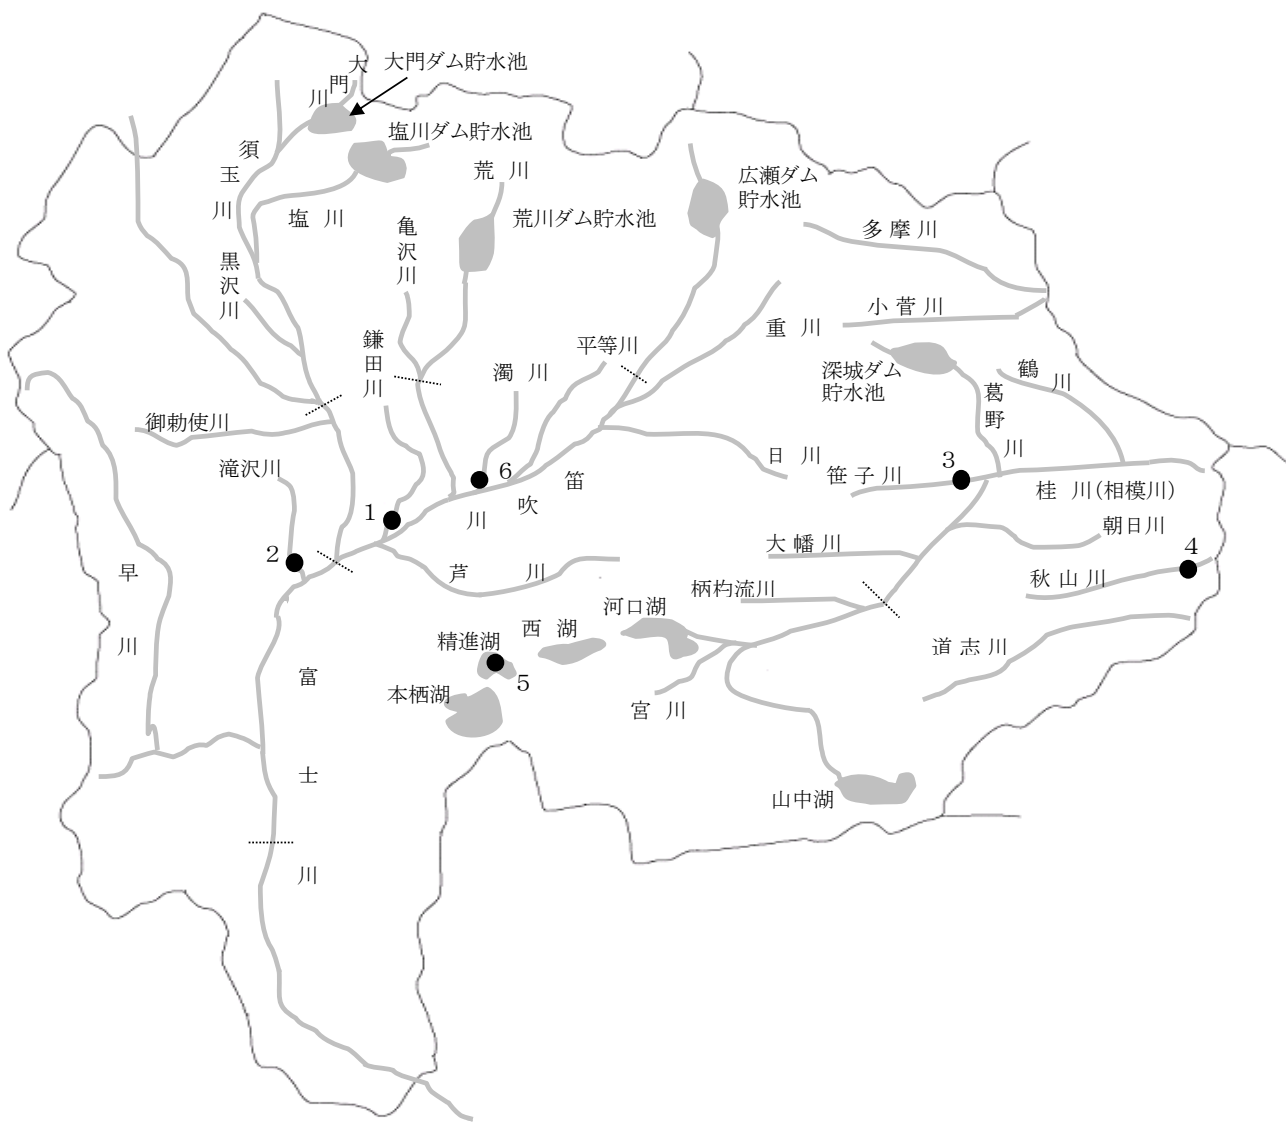 大門川
大門ダム貯水池
塩川ダム貯水池
須玉川
塩川
荒川
荒川ダム貯水池
亀沢川
広瀬ダム
貯水池
多摩川
黒沢川
小菅川
重川
鎌田川
平等川
濁川
深城ダム
貯水池
鶴川
葛野川
御勅使川
滝沢川
日川
笹子川
3
桂川(相模川)
6
笛吹川
1
2
朝日川
大幡川
4
秋山川
芦川
柄杓流川
早川
河口湖
西湖
精進湖
5
道志川
本栖湖
宮川
富士川
山中湖